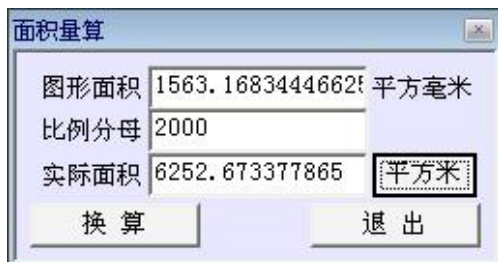 面积量算
图形面积 1563.16834446625 平方毫米
比例分母 2000
实际面积 6252.673377865 平方米
换 算 退 出